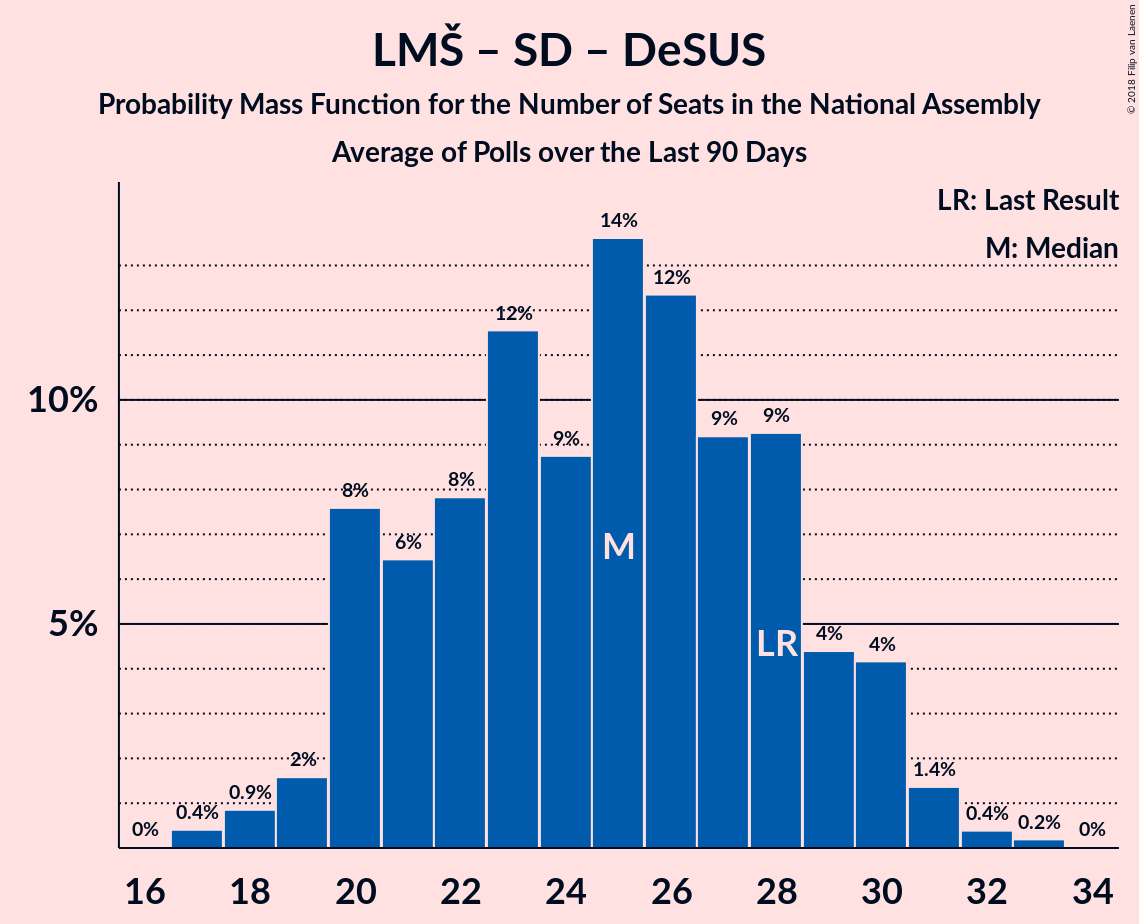 LMŠ – SD – DeSUS
Probability Mass Function for the Number of Seats in the National Assembly
Average of Polls over the Last 90 Days
© 2018 Filip van Laenen
LR: Last Result
M: Median
10%
5%
0%
0.4%
0.9%
2%
8%
6%
8%
12%
9%
14%
12%
9%
9%
4%
4%
1.4%
0.4%
0.2%
0%
M
LR
16 18 20 22 24 26 28 30 32 34